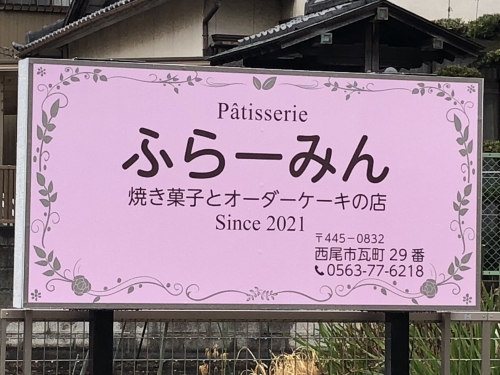 Pâtisserie
ふらーみん
焼き菓子とオーダーケーキの店
Since 2021
〒445－0832
西尾市瓦町 29 番
📞0563-77-6218